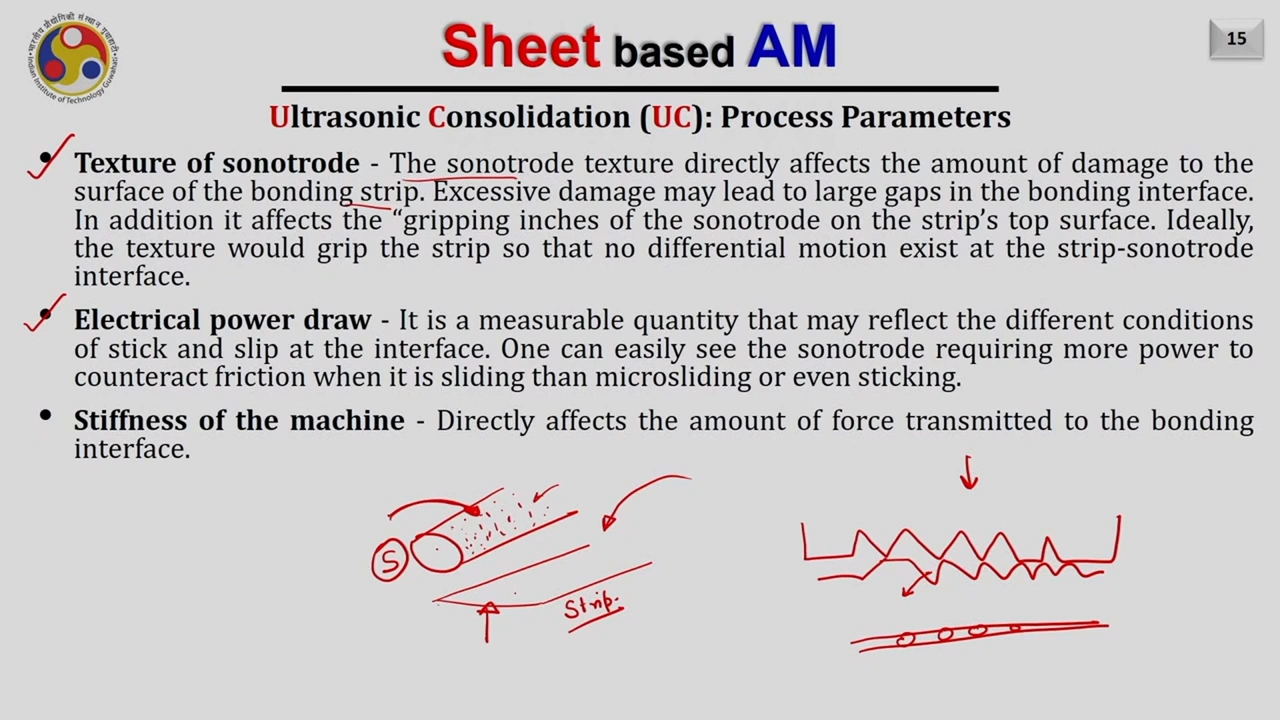 Sheet based AM
15
भारतीय प्रौद्योगिकी संस्थान गुवाहाटी
Indian Institute of Technology Guwahati
Ultrasonic Consolidation (UC): Process Parameters
• Texture of sonotrode - The sonotrode texture directly affects the amount of damage to the
surface of the bonding strip. Excessive damage may lead to large gaps in the bonding interface.
In addition it affects the “gripping inches of the sonotrode on the strip’s top surface. Ideally,
the texture would grip the strip so that no differential motion exist at the strip-sonotrode
interface.
• Electrical power draw - It is a measurable quantity that may reflect the different conditions
of stick and slip at the interface. One can easily see the sonotrode requiring more power to
counteract friction when it is sliding than microsliding or even sticking.
• Stiffness of the machine - Directly affects the amount of force transmitted to the bonding
interface.
S
Strip.